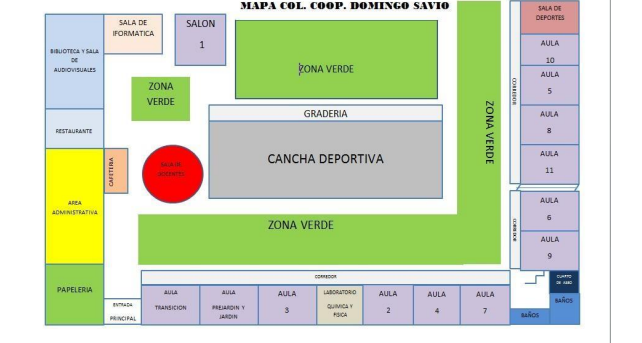 MAPA COL. COOP. DOMINGO SAVIO
SALA DE
IFORMATICA
SALON
1
SALA DE
DEPORTES
BIBLIOTECA Y SALA
DE
AUDIOVISUALES
ZONA VERDE
AULA
10
ZONA
VERDE
CORREDOR
AULA
5
GRADERIA
ZONA VERDE
RESTAURANTE
AULA
8
CAFETERIA
SALA DE
DOCENTES
CANCHA DEPORTIVA
AULA
11
AREA
ADMINISTRATIVA
AULA
6
ZONA VERDE
CORREDOR
AULA
9
CORREDOR
CUARTO
DE ASEO
PAPELERIA
ENTRADA
PRINCIPAL
AULA
TRANSICION
AULA
PREJARDIN Y
JARDIN
AULA
3
LABORATORIO
QUIMICA Y
FISICA
AULA
2
AULA
4
AULA
7
BAÑOS
BAÑOS